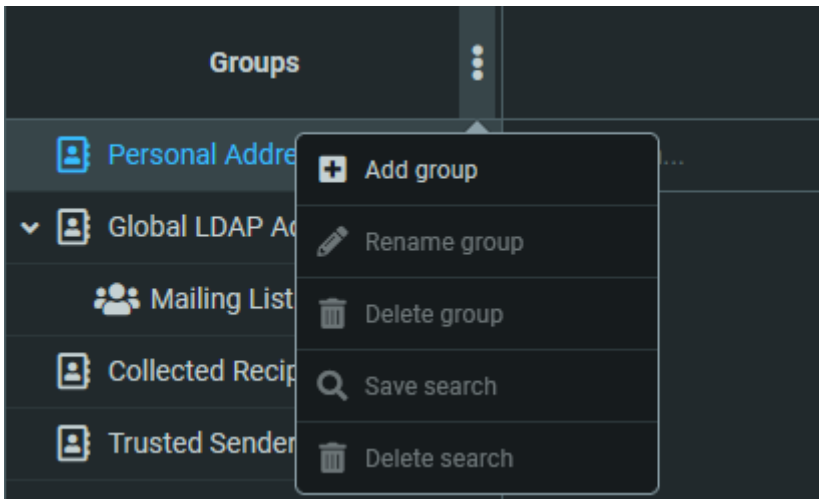 Groups
Personal Addre
Add group
Rename group
Global LDAP Ad
Mailing List
Delete group
Collected Recip
Save search
Trusted Sender
Delete search